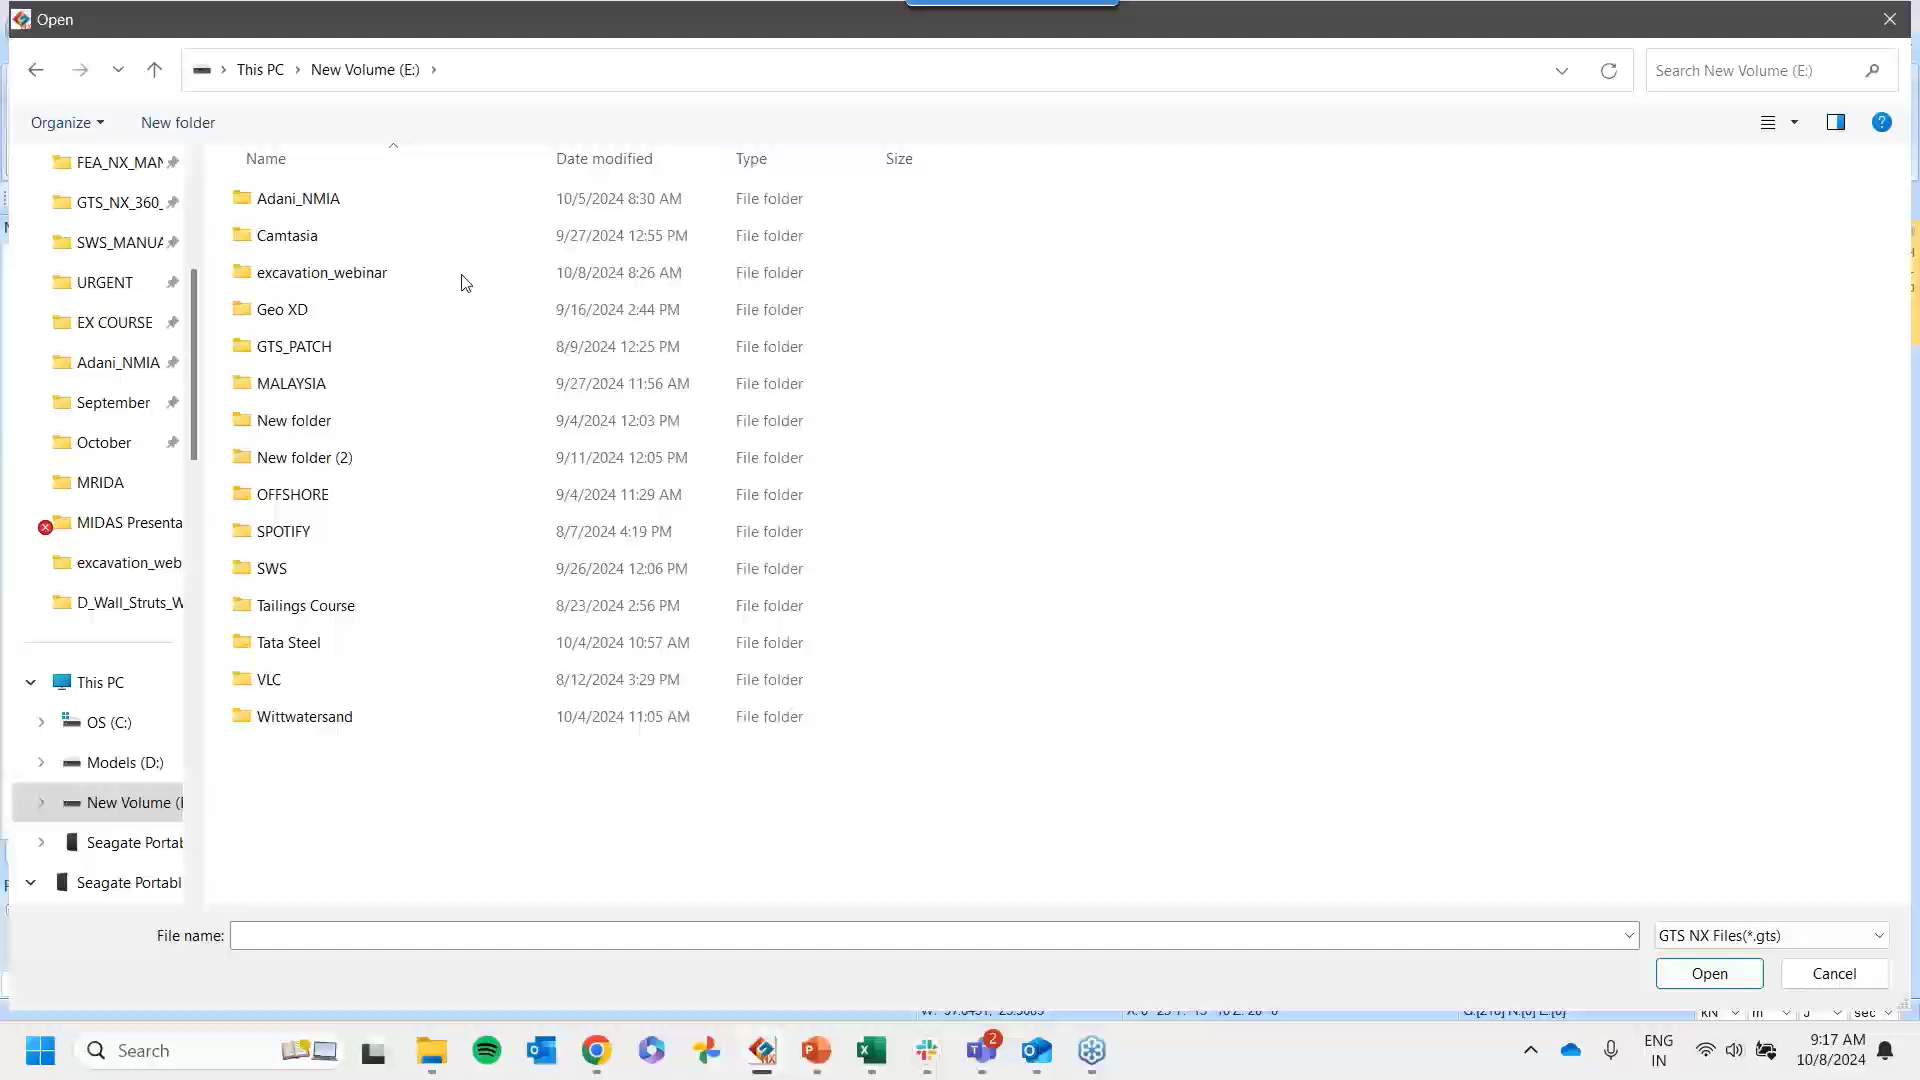 Open
This PC > New Volume (E:) >
Search New Volume (E:)
Organize
New folder
Name Date modified Type Size
FEA_NX_MAN
GTS_NX_360_
SWS_MANUA
URGENT
EX COURSE
Adani_NMIA
September
October
MRIDA
MIDAS Presenta
excavation_web
D_Wall_Struts_W
This PC
OS (C:)
Models (D:)
New Volume (E
Seagate Portab
Seagate Portabl
Adani_NMIA 10/5/2024 8:30 AM File folder
Camtasia 9/27/2024 12:55 PM File folder
excavation_webinar 10/8/2024 8:26 AM File folder
Geo XD 9/16/2024 2:44 PM File folder
GTS_PATCH 8/9/2024 12:25 PM File folder
MALAYSIA 9/27/2024 11:56 AM File folder
New folder 9/4/2024 12:03 PM File folder
New folder (2) 9/11/2024 12:05 PM File folder
OFFSHORE 9/4/2024 11:29 AM File folder
SPOTIFY 8/7/2024 4:19 PM File folder
SWS 9/26/2024 12:06 PM File folder
Tailings Course 8/23/2024 2:56 PM File folder
Tata Steel 10/4/2024 10:57 AM File folder
VLC 8/12/2024 3:29 PM File folder
Wittwatersand 10/4/2024 11:05 AM File folder
File name:
GTS NX Files(*.gts)
Open
Cancel
kN m J sec
Search
2
ENG
IN
9:17 AM
10/8/2024